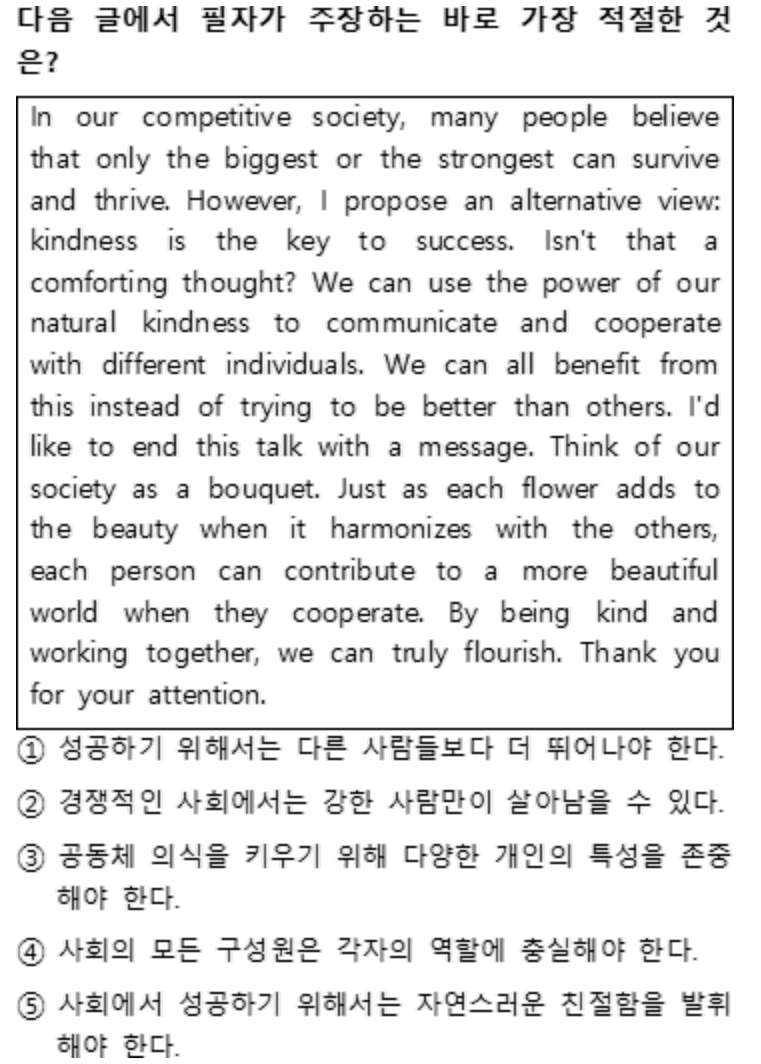 다음 글에서 필자가 주장하는 바로 가장 적절한 것
은?
In our competitive society, many people believe
that only the biggest or the strongest can survive
and thrive. However, I propose an alternative view:
kindness is the key to success. Isn't that a
comforting thought? We can use the power of our
natural kindness to communicate and cooperate
with different individuals. We can all benefit from
this instead of trying to be better than others. I'd
like to end this talk with a message. Think of our
society as a bouquet. Just as each flower adds to
the beauty when it harmonizes with the others,
each person can contribute to a more beautiful
world when they cooperate. By being kind and
working together, we can truly flourish. Thank you
for your attention.
① 성공하기 위해서는 다른 사람들보다 더 뛰어나야 한다.
② 경쟁적인 사회에서는 강한 사람만이 살아남을 수 있다.
③ 공동체 의식을 키우기 위해 다양한 개인의 특성을 존중
해야 한다.
④ 사회의 모든 구성원은 각자의 역할에 충실해야 한다.
⑤ 사회에서 성공하기 위해서는 자연스러운 친절함을 발휘
해야 한다.